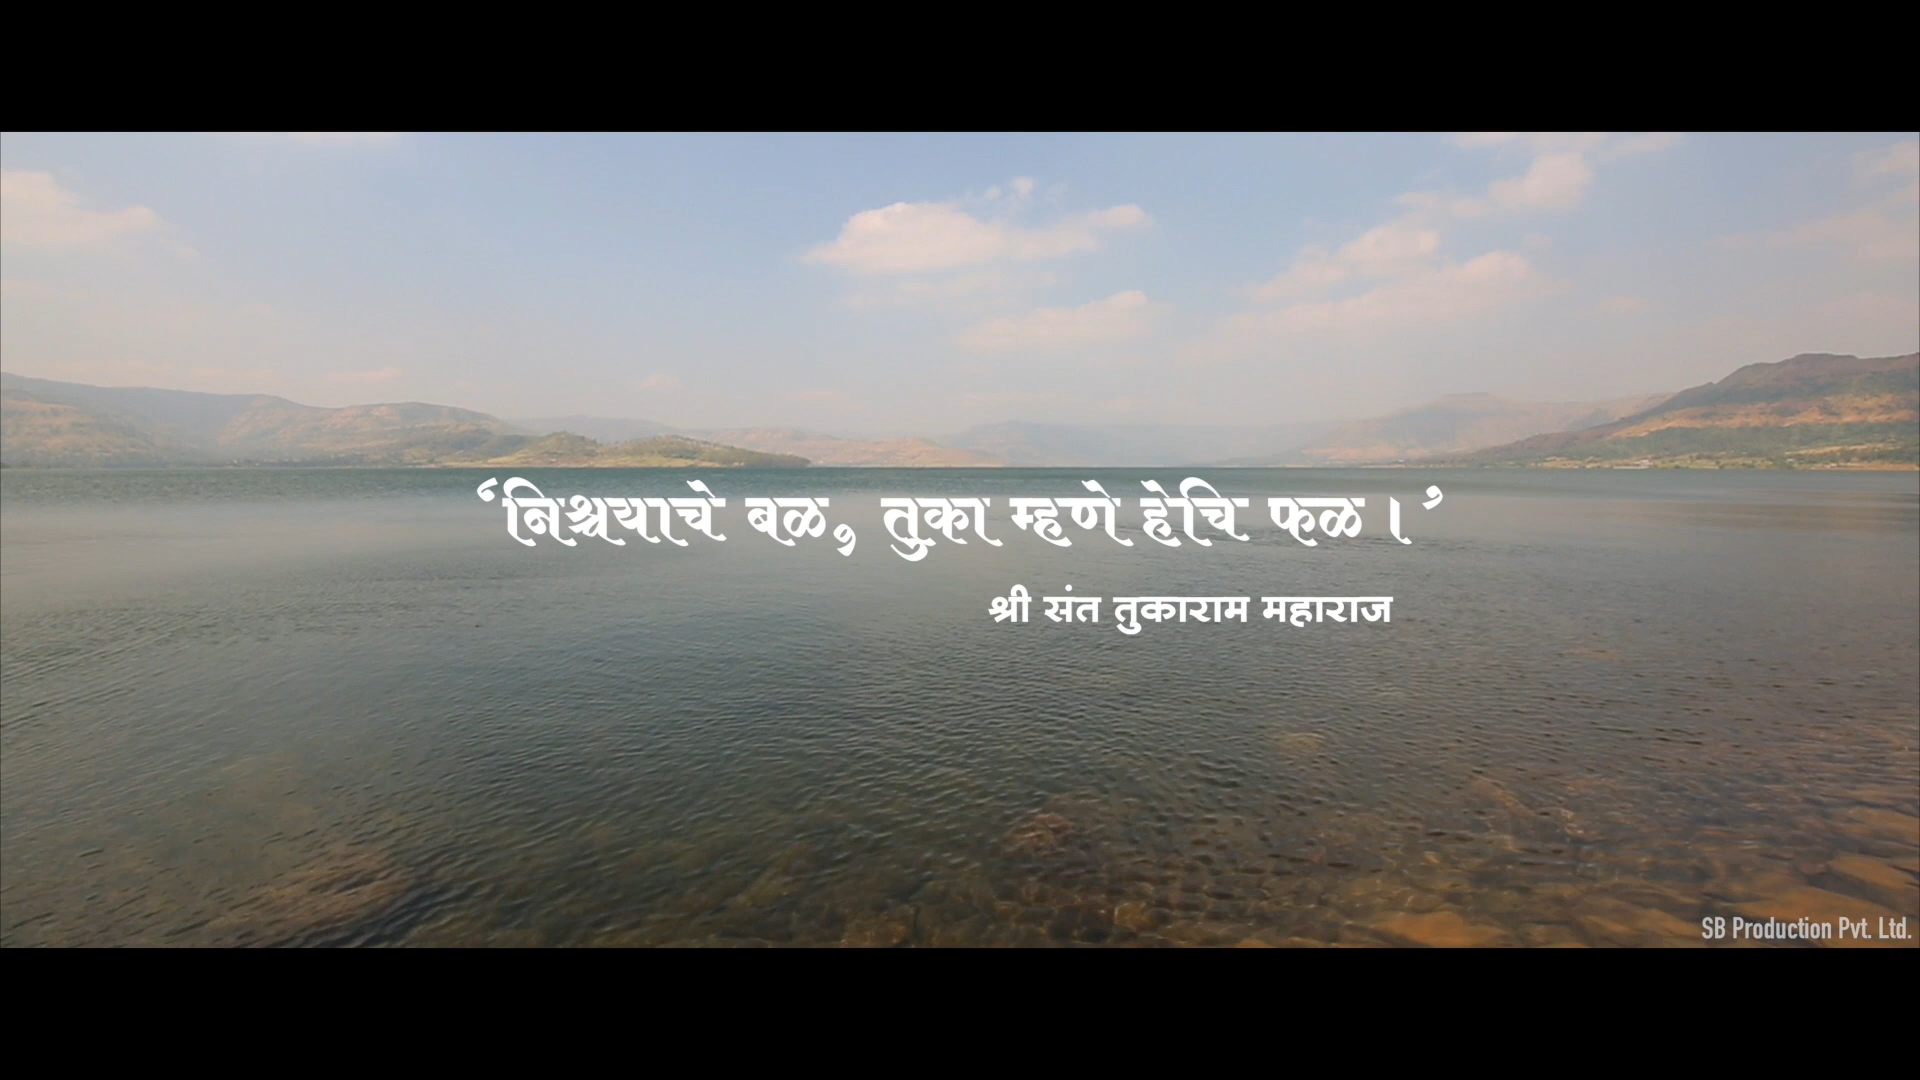 ‘निश्चयाचे बळ, तुका म्हणे हेचि फळ।’
श्री संत तुकाराम महाराज
SB Production Pvt. Ltd.